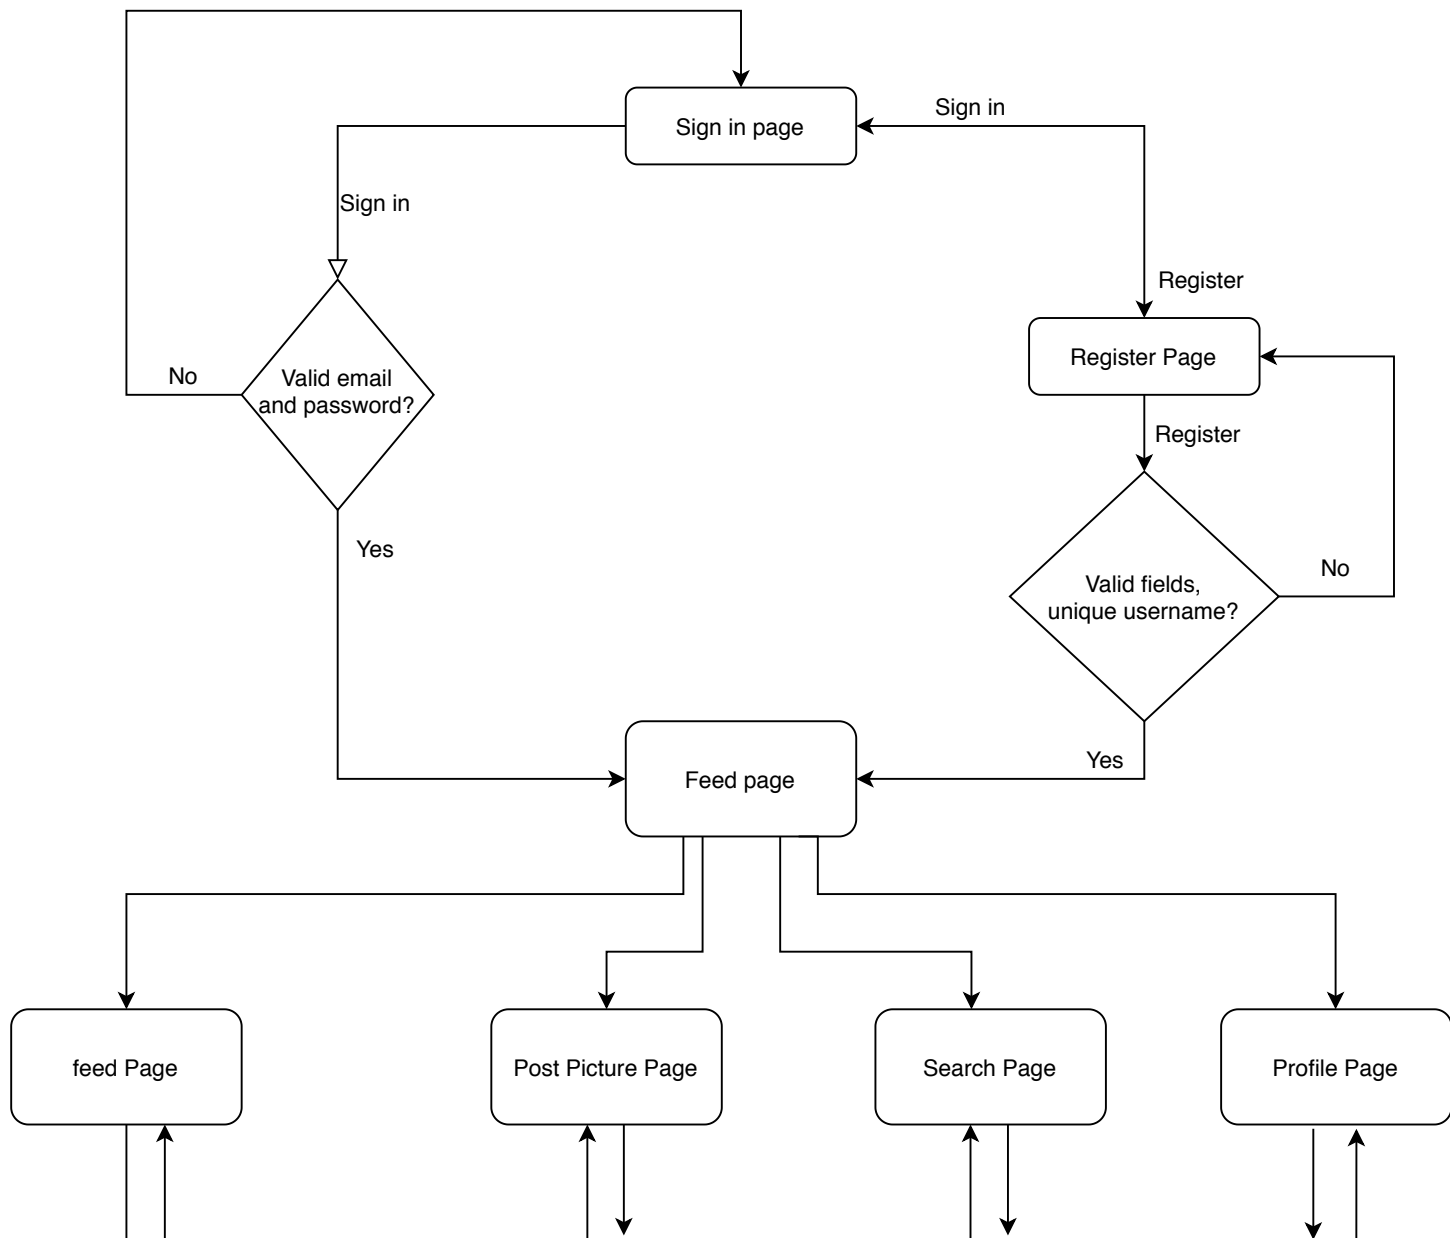 Sign in page
Sign in
Sign in
Register
Register Page
No
Valid email
and password?
Register
Yes
Valid fields,
unique username?
No
Yes
Feed page
feed Page
Post Picture Page
Search Page
Profile Page